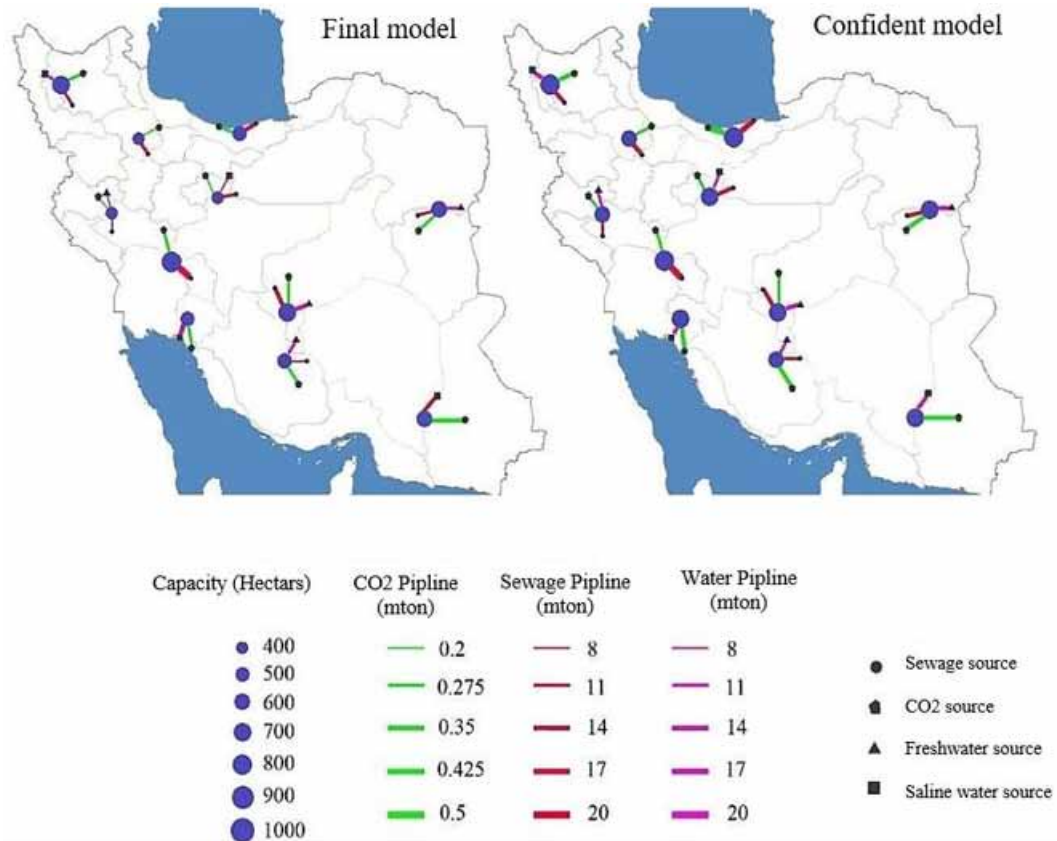 Final model
Confident model
Capacity (Hectars)
400
500
600
700
800
900
1000
CO2 Pipline
(mton)
0.2
0.275
0.35
0.425
0.5
Sewage Pipline
(mton)
8
11
14
17
20
Water Pipline
(mton)
8
11
14
17
20
Sewage source
CO2 source
Freshwater source
Saline water source